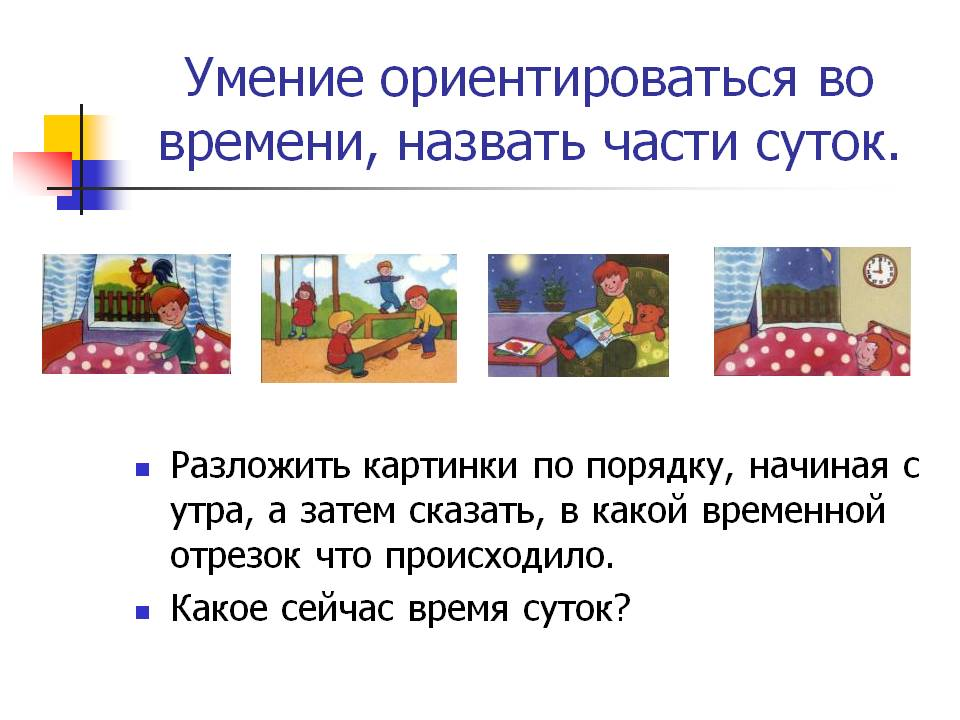 Умение ориентироваться во
времени, назвать части суток.
Разложить картинки по порядку, начиная с
утра, а затем сказать, в какой временной
отрезок что происходило.
Какое сейчас время суток?